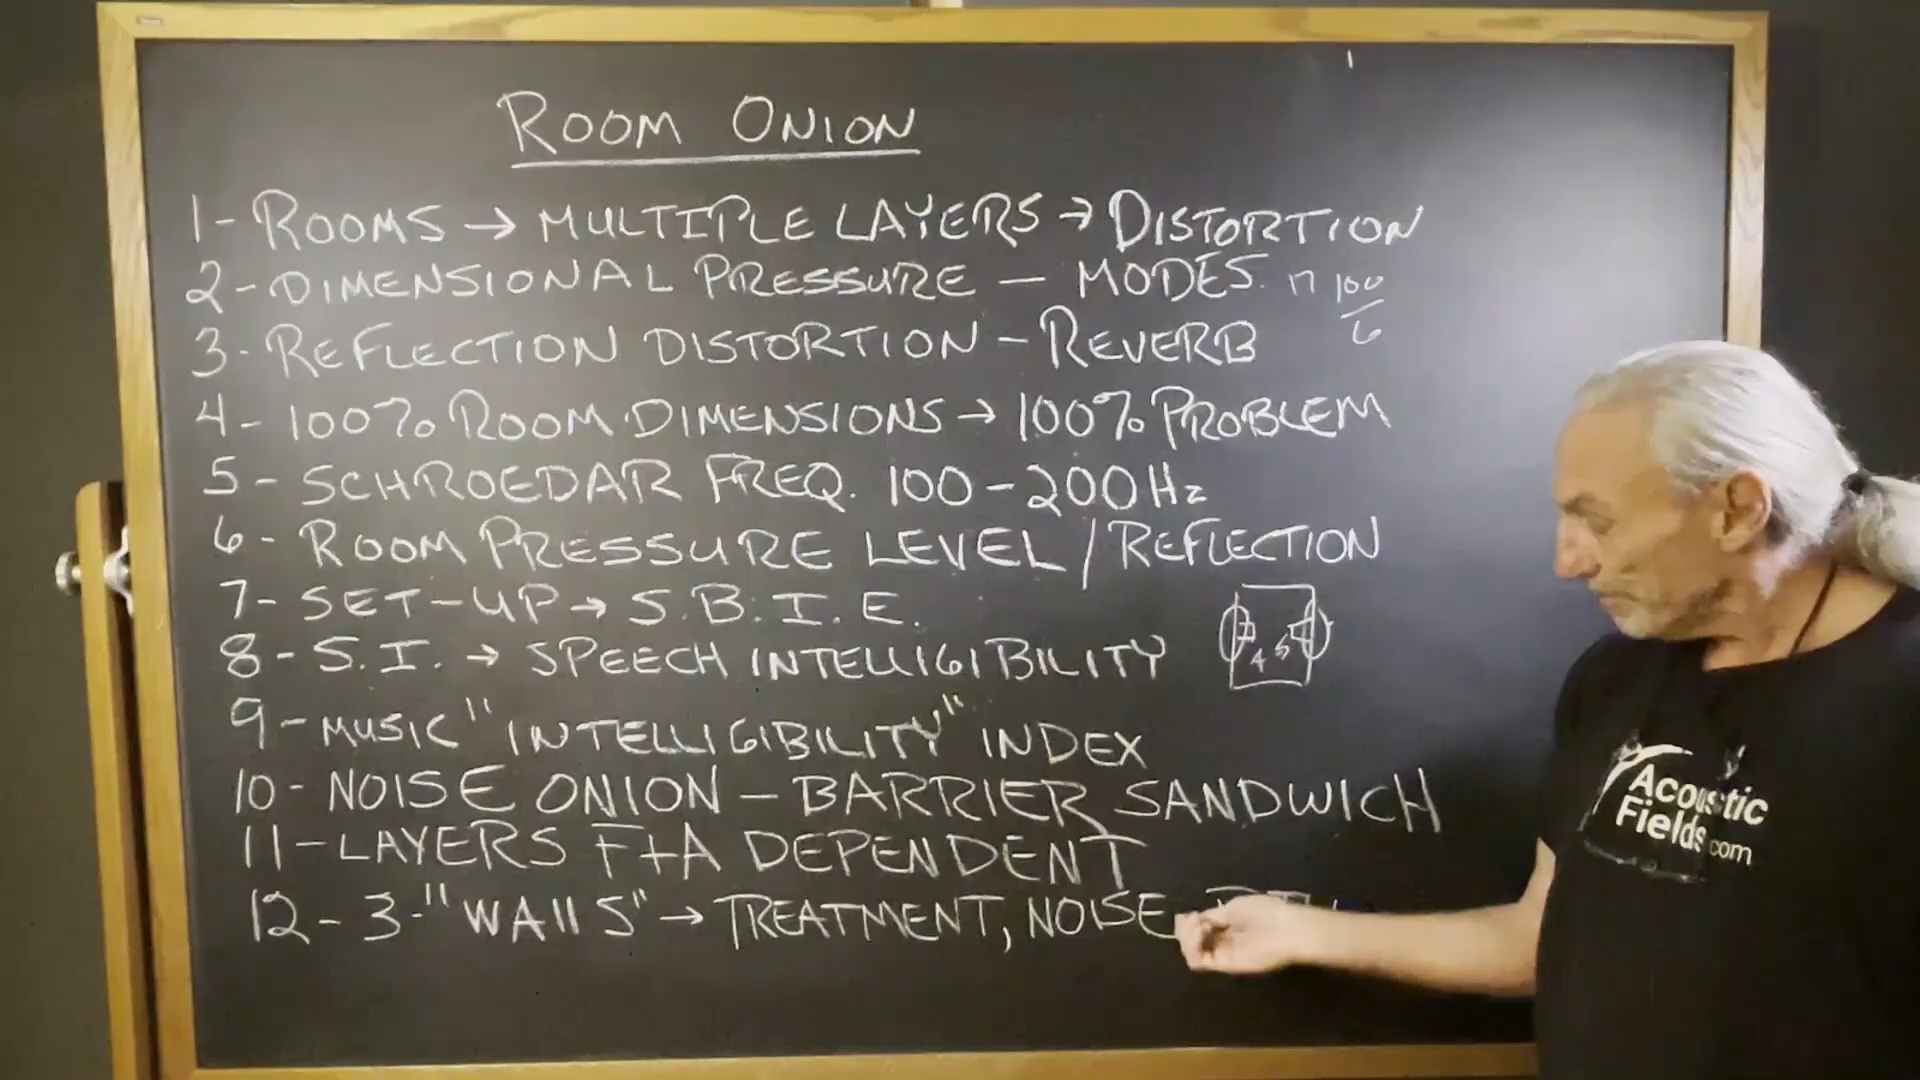 ROOM ONION
1- ROOMS → MULTIPLE LAYERS → DISTORTION
2- DIMENSIONAL PRESSURE — MODES. 17 100/6
3- REFLECTION DISTORTION - REVERB
4- 100% ROOM DIMENSIONS → 100% PROBLEM
5- SCHROEDAR FREQ. 100-200Hz
6- ROOM PRESSURE LEVEL / REFLECTION
7- SET-UP → S.B.I.E.
8- S.I. → SPEECH INTELLIGIBILITY
4 5
9- MUSIC "INTELLIGIBILITY" INDEX
10- NOISE ONION - BARRIER SANDWICH
11- LAYERS F+A DEPENDENT
12- 3-"WALLS" → TREATMENT, NOISE
Acoustic
Fields.com